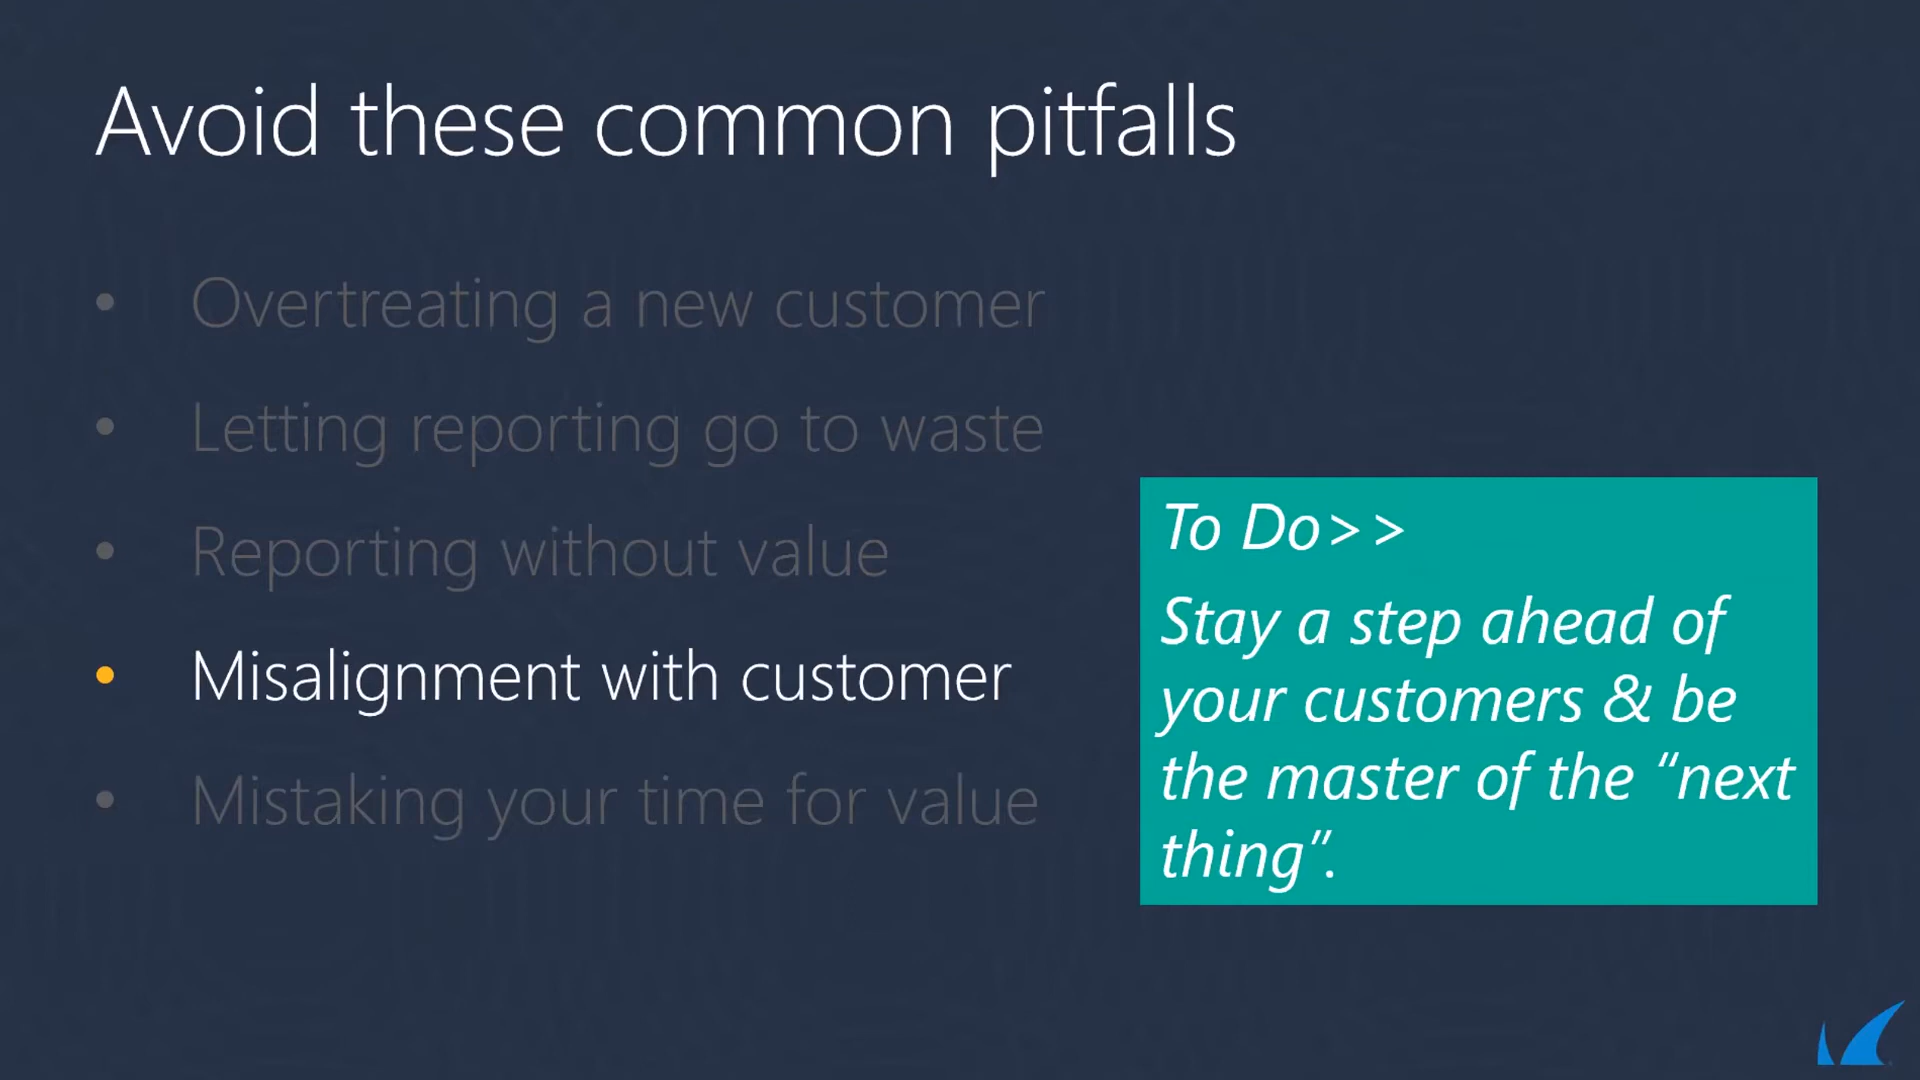 Avoid these common pitfalls
• Overtreating a new customer
• Letting reporting go to waste
• Reporting without value
• Misalignment with customer
• Mistaking your time for value
To Do>>
Stay a step ahead of
your customers & be
the master of the “next
thing”.